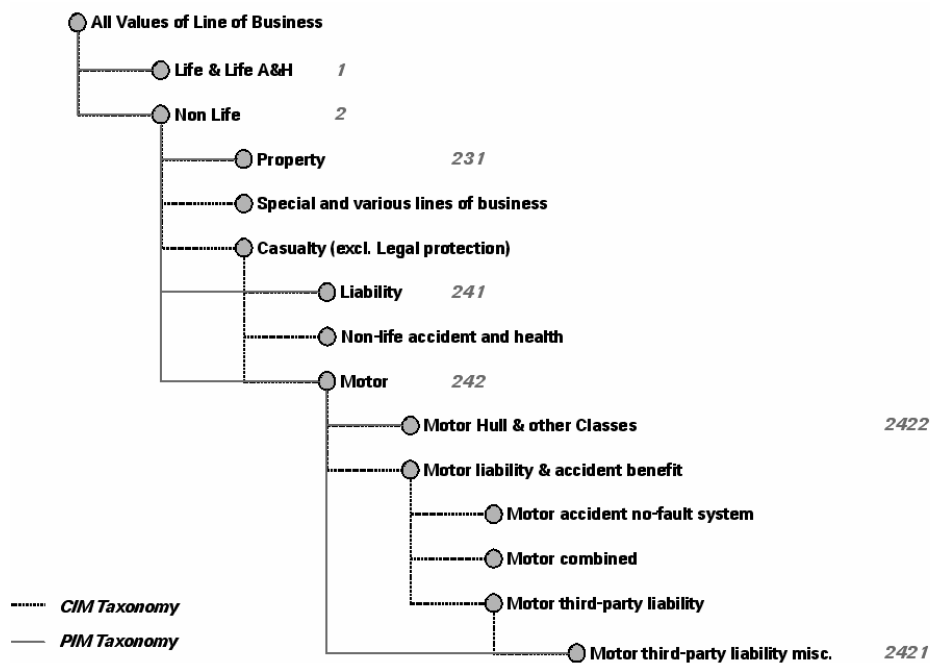 All Values of Line of Business
Life & Life A&H 1
Non Life 2
Property 231
Special and various lines of business
Casualty (excl. Legal protection)
Liability 241
Non-life accident and health
Motor 242
Motor Hull & other Classes 2422
Motor liability & accident benefit
Motor accident no-fault system
Motor combined
CIM Taxonomy Motor third-party liability
PIM Taxonomy
Motor third-party liability misc. 2421